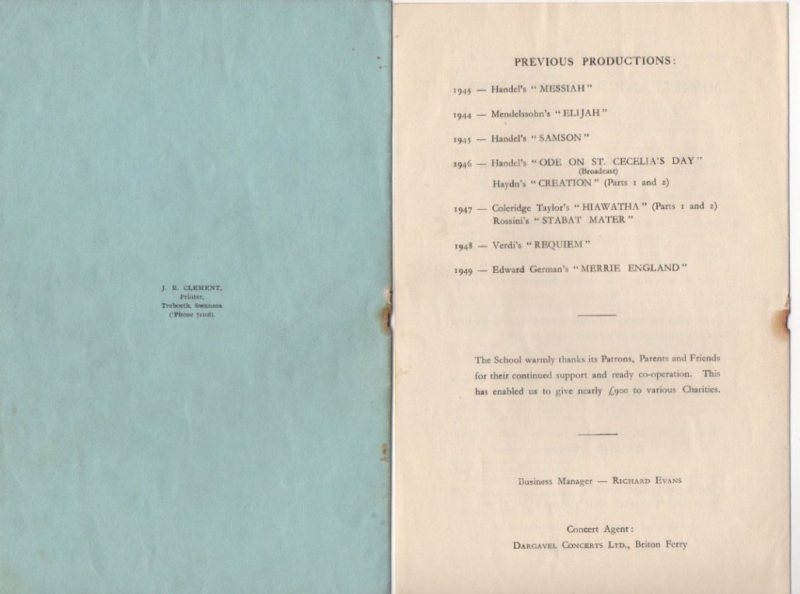 J. R. CLEMENT,
Printer,
Treboeth, Swansea
('Phone 72108).
PREVIOUS PRODUCTIONS:
1943 — Handel's "MESSIAH"
1944 — Mendelssohn's "ELIJAH"
1945 — Handel's "SAMSON"
1946 — Handel's "ODE ON ST. CECELIA'S DAY"
(Broadcast)
Haydn's "CREATION" (Parts 1 and 2)
1947 — Coleridge Taylor's "HIAWATHA" (Parts 1 and 2)
Rossini's "STABAT MATER"
1948 — Verdi's "REQUIEM"
1949 — Edward German's "MERRIE ENGLAND"
The School warmly thanks its Patrons, Parents and Friends
for their continued support and ready co-operation. This
has enabled us to give nearly £900 to various Charities.
Business Manager — RICHARD EVANS
Concert Agent:
DARGAVEL CONCERTS LTD., Briton Ferry